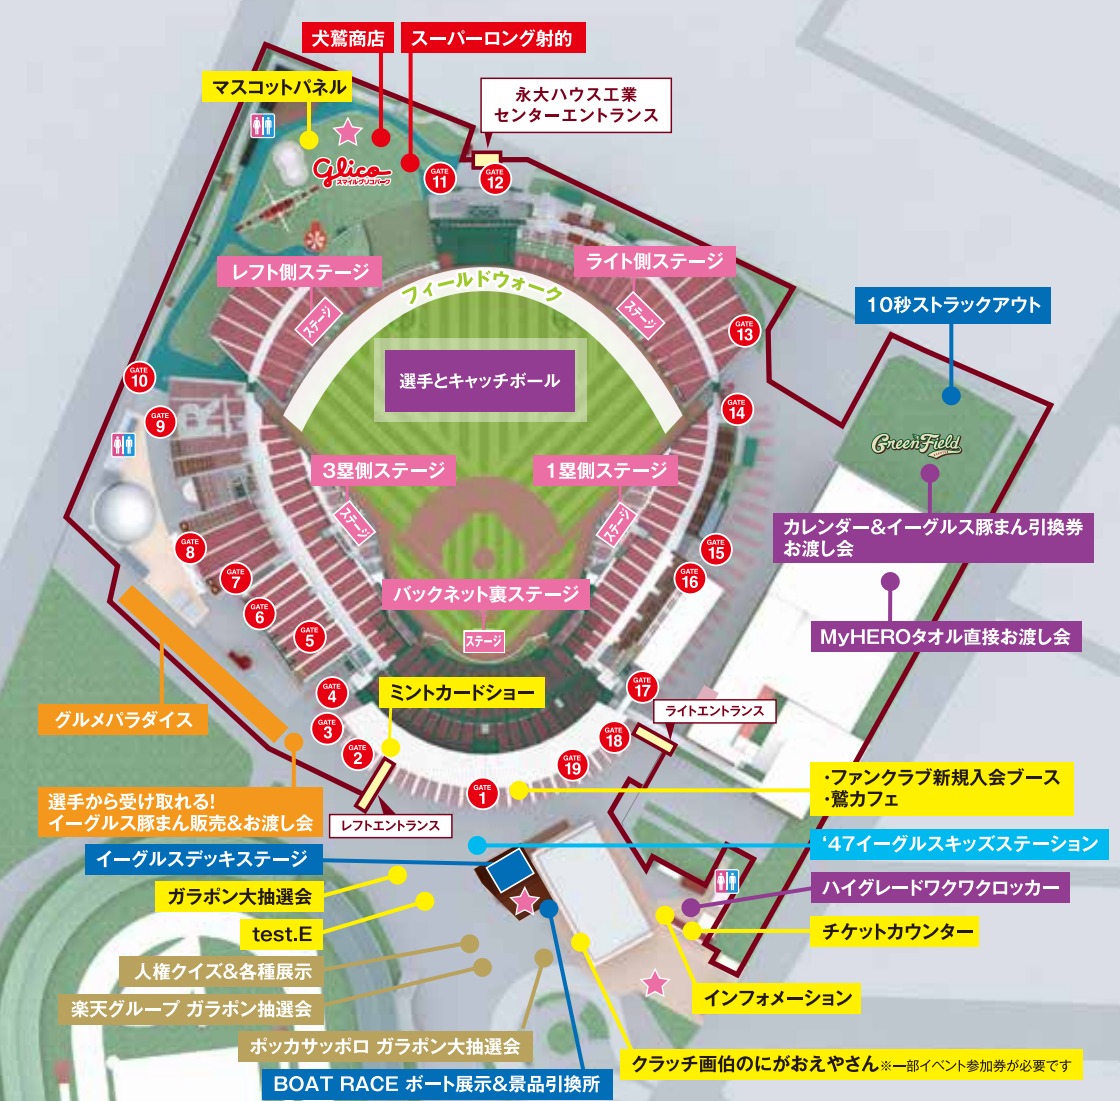 犬鷲商店
スーパーロング射的
マスコットパネル
永大ハウス工業
センターエントランス
Glico
スマイルグリコパーク
GATE
11
GATE
12
レフト側ステージ
ライト側ステージ
フィールドウォーク
ステージ
ステージ
10秒ストラックアウト
GATE
13
選手とキャッチボール
GATE
10
GATE
14
GATE
9
GreenField
3塁側ステージ
1塁側ステージ
ステージ
ステージ
カレンダー&イーグルス豚まん引換券
お渡し会
GATE
8
GATE
15
GATE
7
GATE
16
バックネット裏ステージ
GATE
6
GATE
5
ステージ
MyHEROタオル直接お渡し会
GATE
4
ミントカードショー
GATE
17
ライトエントランス
グルメパラダイス
GATE
3
GATE
2
GATE
18
GATE
19
GATE
1
・ファンクラブ新規入会ブース
・鷲カフェ
選手から受け取れる!
イーグルス豚まん販売&お渡し会
レフトエントランス
イーグルスデッキステージ
'47イーグルスキッズステーション
ガラポン大抽選会
ハイグレードワクワクロッカー
test.E
チケットカウンター
人権クイズ&各種展示
楽天グループ ガラポン抽選会
インフォメーション
ポッカサッポロ ガラポン大抽選会
クラッチ画伯のにがおえやさん ※一部イベント参加券が必要です
BOAT RACE ボート展示&景品引換所